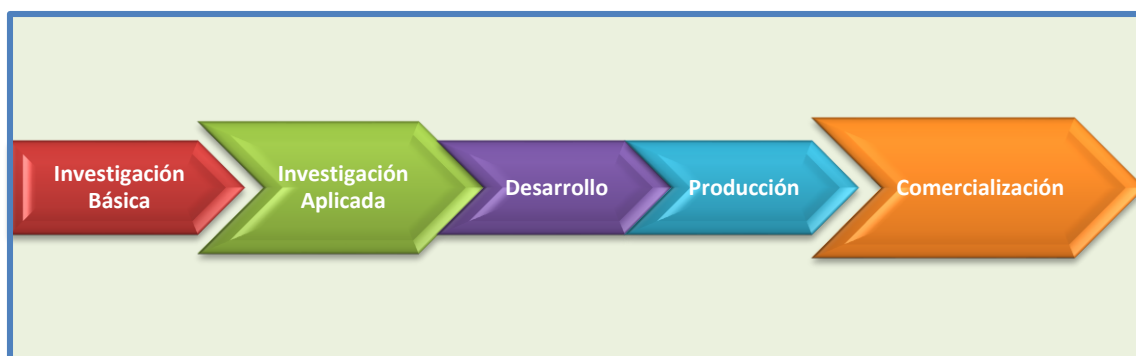 Investigación
Básica
Investigación
Aplicada
Desarrollo
Producción
Comercialización